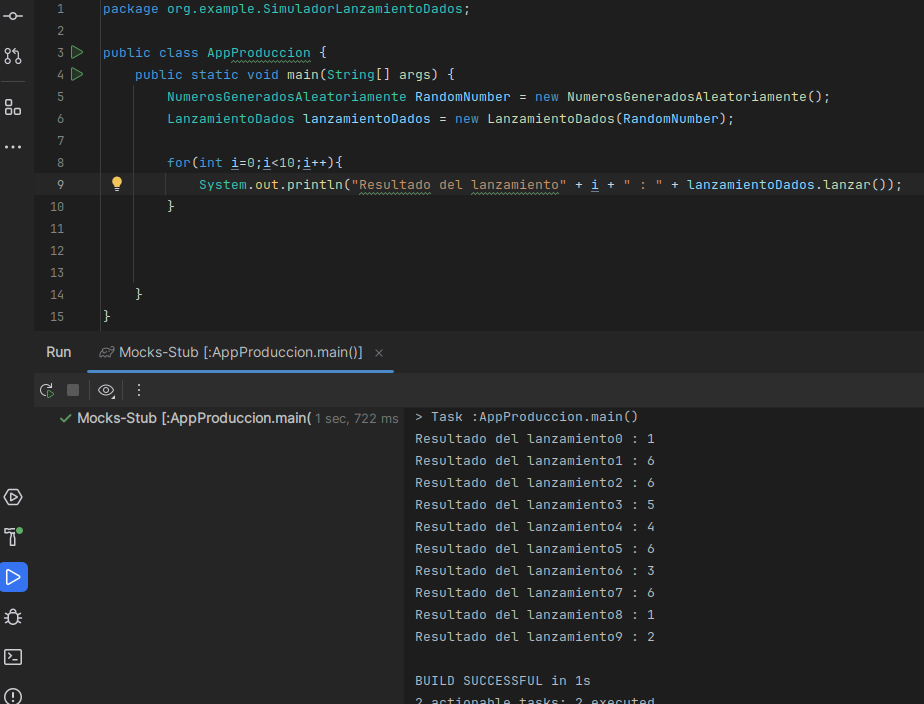 1 package org.example.SimuladorLanzamientoDados;
2
3 public class AppProduccion {
4 public static void main(String[] args) {
5 NumerosGeneradosAleatoriamente RandomNumber = new NumerosGeneradosAleatoriamente();
6 LanzamientoDados lanzamientoDados = new LanzamientoDados(RandomNumber);
7
8 for(int i=0;i<10;i++){
9 System.out.println("Resultado del lanzamiento" + i + " : " + lanzamientoDados.lanzar());
10 }
11
12
13
14 }
15 }
Run Mocks-Stub [:AppProduccion.main()] ×
Mocks-Stub [:AppProduccion.main( 1 sec, 722 ms
> Task :AppProduccion.main()
Resultado del lanzamiento0 : 1
Resultado del lanzamiento1 : 6
Resultado del lanzamiento2 : 6
Resultado del lanzamiento3 : 5
Resultado del lanzamiento4 : 4
Resultado del lanzamiento5 : 6
Resultado del lanzamiento6 : 3
Resultado del lanzamiento7 : 6
Resultado del lanzamiento8 : 1
Resultado del lanzamiento9 : 2
BUILD SUCCESSFUL in 1s
2 actionable tasks: 2 executed